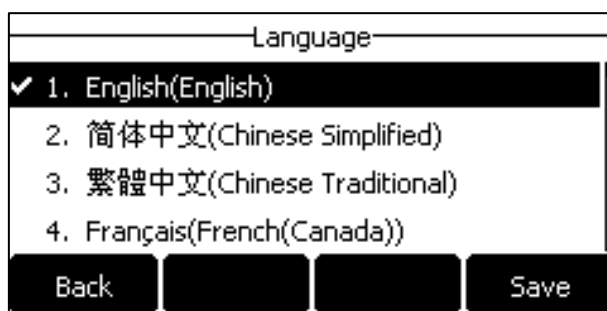 Language
✔ 1. English(English)
2. 简体中文(Chinese Simplified)
3. 繁體中文(Chinese Traditional)
4. Français(French(Canada))
Back Save